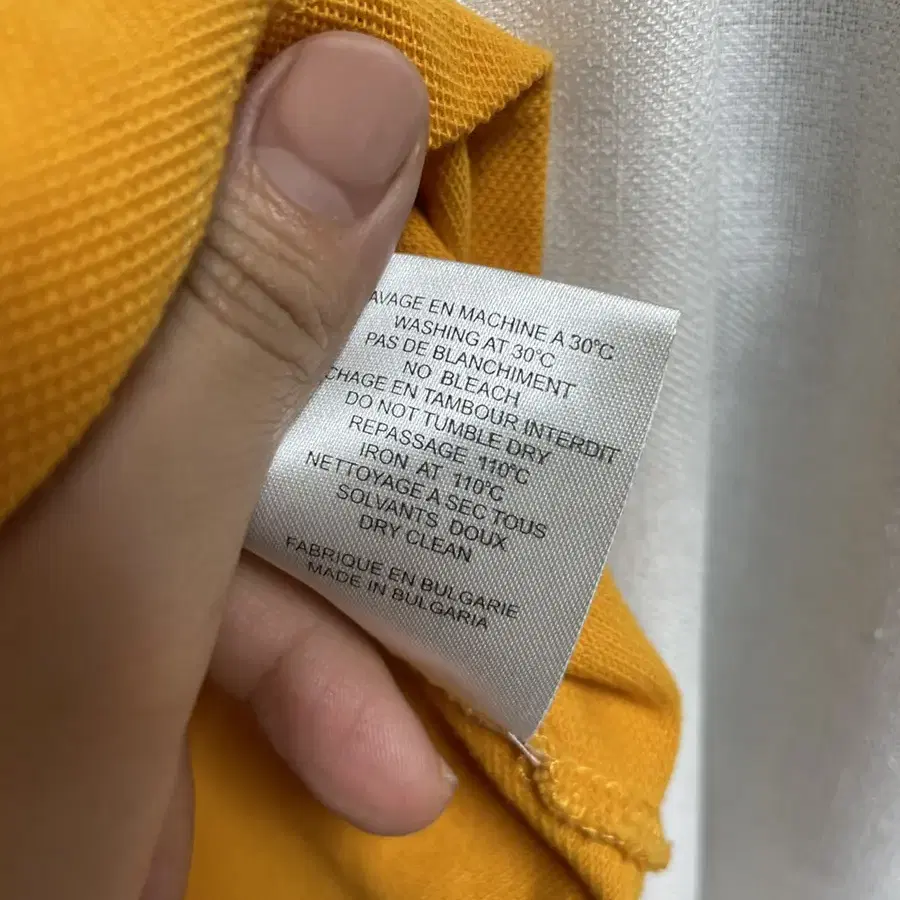 AVAGE EN MACHINE À 30°C
WASHING AT 30°C
PAS DE BLANCHIMENT
NO BLEACH
CHAGE EN TAMBOUR INTERDIT
DO NOT TUMBLE DRY
REPASSAGE 110°C
IRON AT 110°C
NETTOYAGE A SEC TOUS
SOLVANTS DOUX
DRY CLEAN
FABRIQUE EN BULGARIE
MADE IN BULGARIA